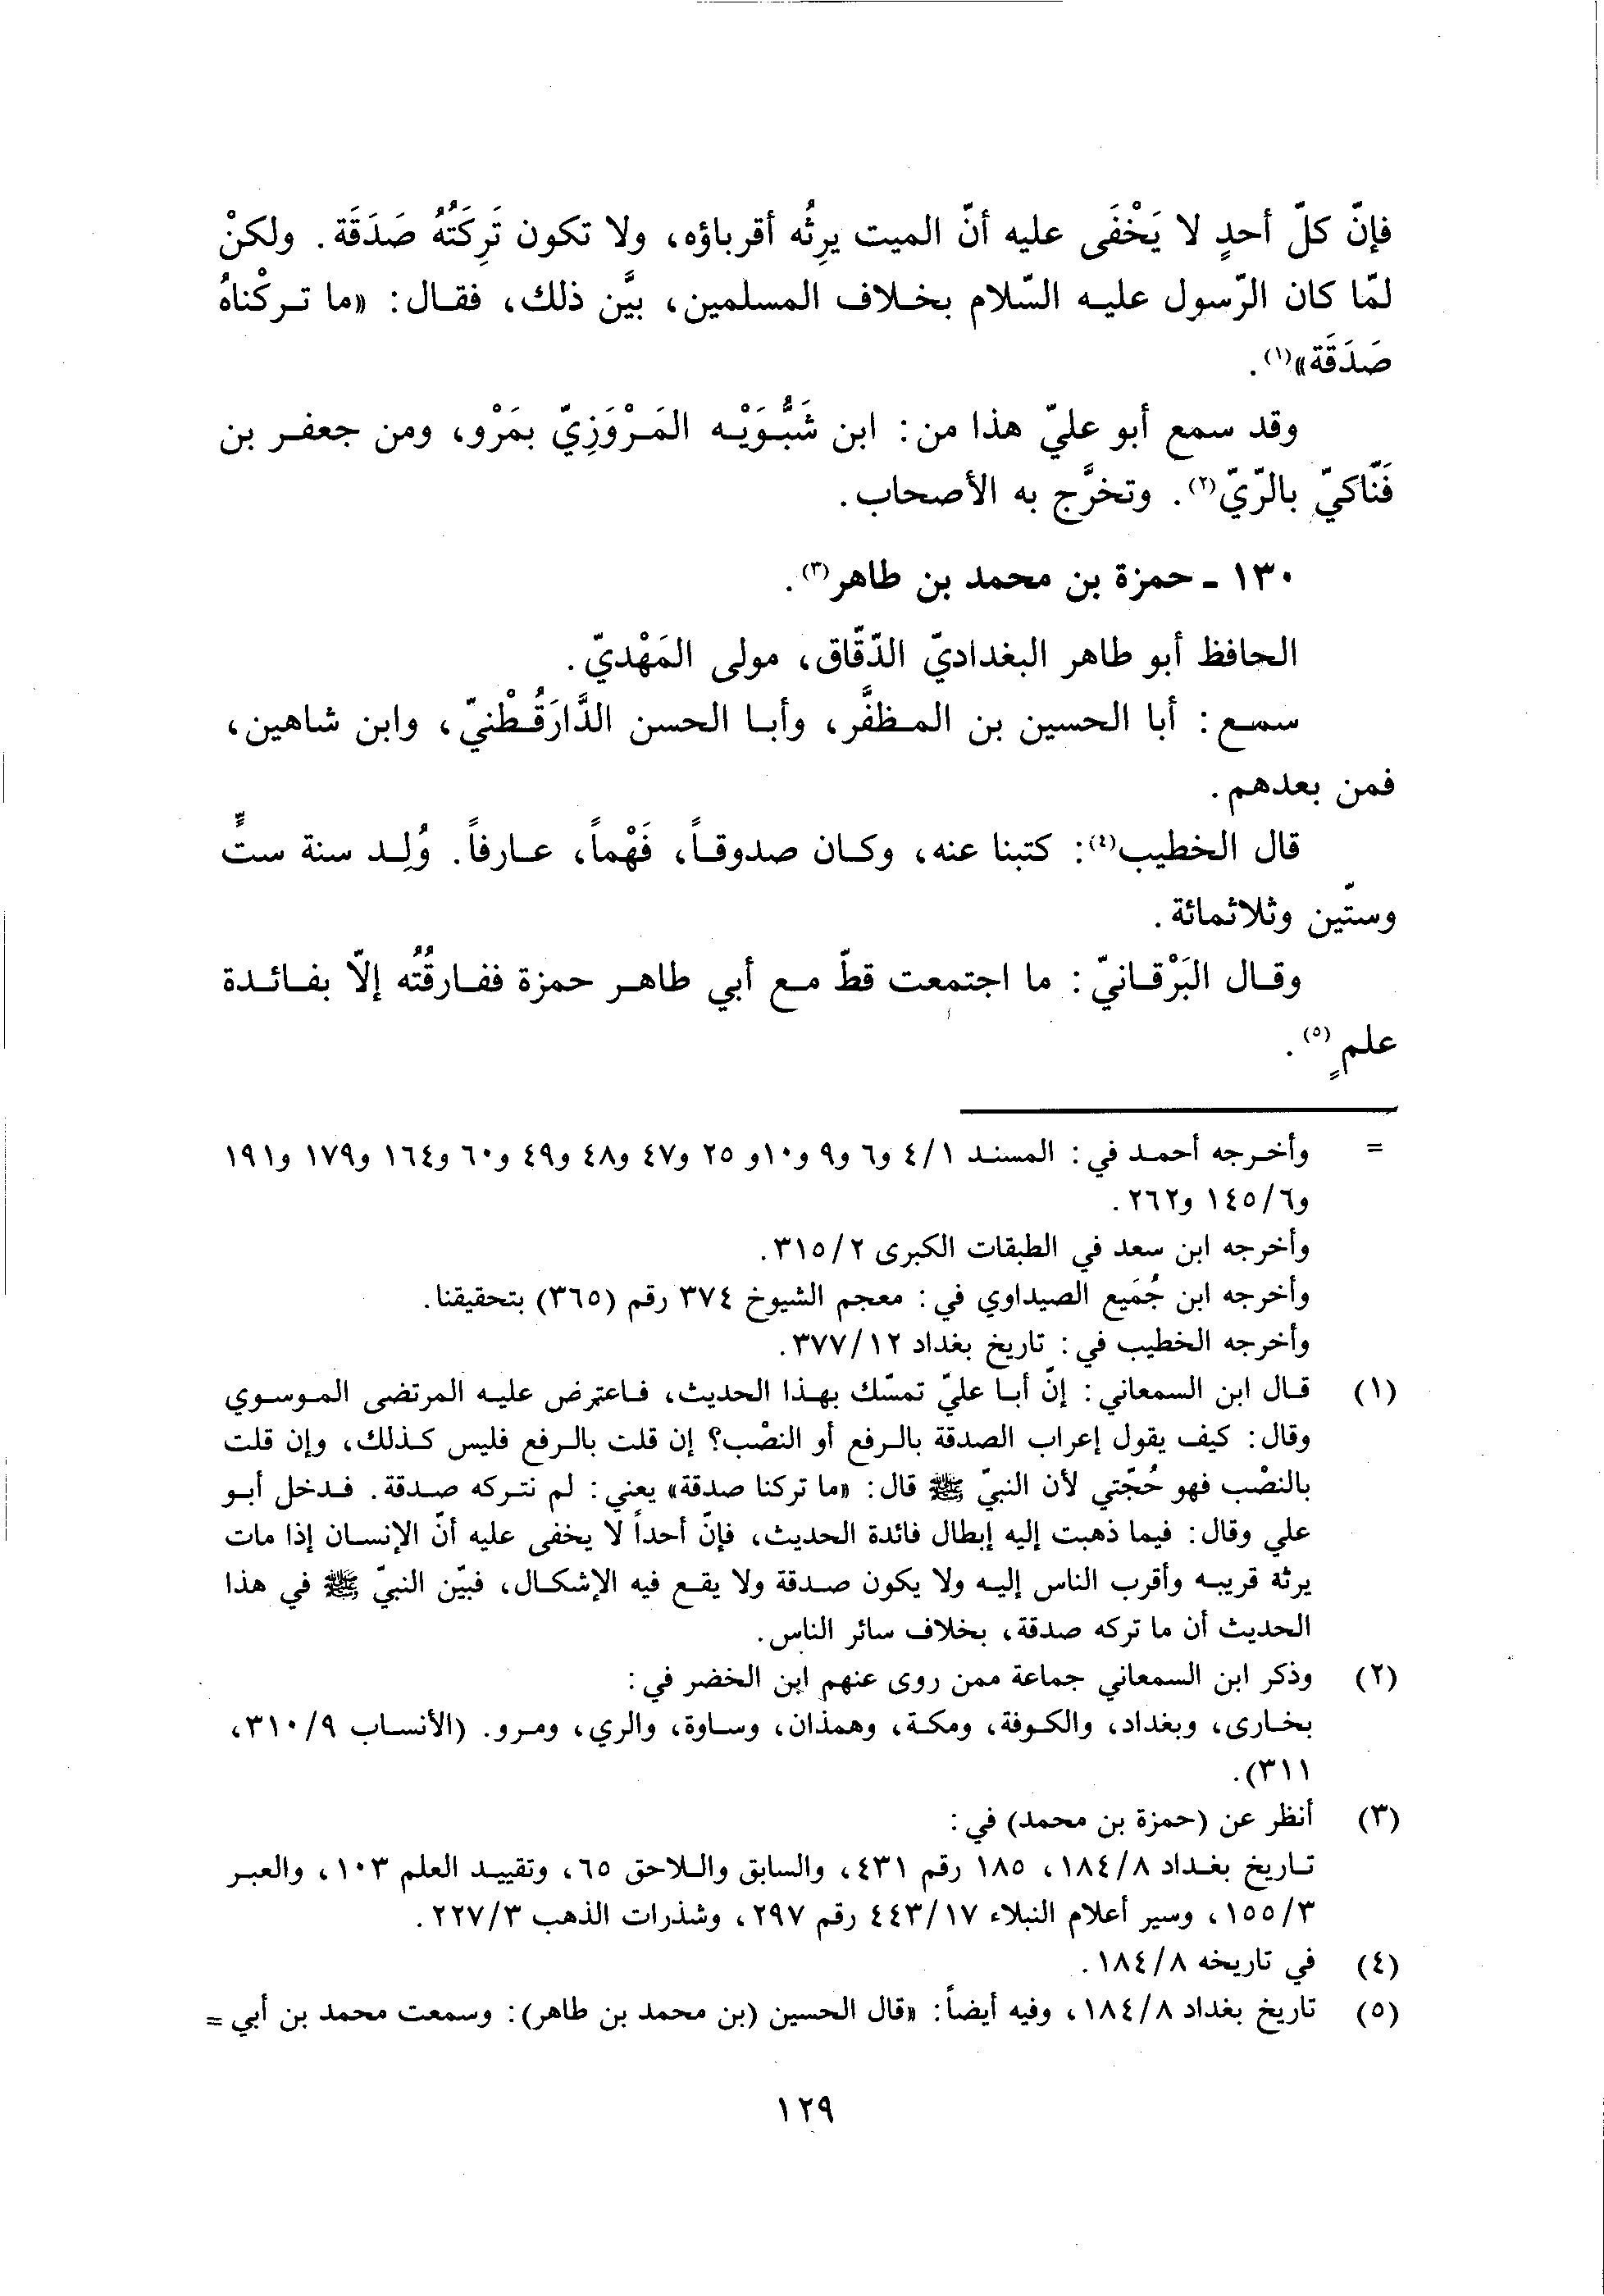 فإنّ كلّ أحدٍ لا يَخْفَى عليه أنّ الميت يرِثُه أقرباؤه، ولا تكون تَرِكَتُهُ صَدَقَة. ولكنْ
لمّا كان الرّسول عليه السّلام بخلاف المسلمين، بيَّن ذلك، فقال: «ما تركْناهُ
صَدَقَة»(١).
وقد سمع أبو عليّ هذا من: ابن شَبُّوَيْه المَرْوَزِيّ بمَرْو، ومن جعفر بن
فَنّاكيّ بالرّيّ(٢). وتخرَّج به الأصحاب.
١٣٠ - حمزة بن محمد بن طاهر(٣).
الحافظ أبو طاهر البغداديّ الدّقّاق، مولى المَهْديّ.
سمع: أبا الحسين بن المظفَّر، وأبا الحسن الدَّارَقُطْنيّ، وابن شاهين،
فمن بعدهم.
قال الخطيب(٤): كتبنا عنه، وكان صدوقاً، فَهْماً، عارفاً. وُلِد سنة ستٍّ
وستّين وثلاثمائة.
وقال البَرْقانيّ: ما اجتمعت قطّ مع أبي طاهر حمزة ففارقْتُه إلّا بفائدة
علمٍ(٥).
= وأخرجه أحمد في: المسند ١/ ٤ و٦ و٩ و١٠و ٢٥ و٤٧ و٤٨ و٤٩ و٦٠ و١٦٤ و١٧٩ و١٩١
و٦/ ١٤٥ و٢٦٢.
وأخرجه ابن سعد في الطبقات الكبرى ٢/ ٣١٥.
وأخرجه ابن جُمَيع الصيداوي في: معجم الشيوخ ٣٧٤ رقم (٣٦٥) بتحقيقنا.
وأخرجه الخطيب في: تاريخ بغداد ١٢/ ٣٧٧.
(١) قال ابن السمعاني: إنّ أبا عليّ تمسّك بهذا الحديث، فاعترض عليه المرتضى الموسوي
وقال: كيف يقول إعراب الصدقة بالرفع أو النصْب؟ إن قلت بالرفع فليس كذلك، وإن قلت
بالنصْب فهو حُجّتي لأن النبيّ ﷺ قال: «ما تركنا صدقة» يعني: لم نتركه صدقة. فدخل أبو
علي وقال: فيما ذهبت إليه إبطال فائدة الحديث، فإنّ أحداً لا يخفى عليه أنّ الإنسان إذا مات
يرثة قريبه وأقرب الناس إليه ولا يكون صدقة ولا يقع فيه الإشكال، فبيّن النبيّ ﷺ في هذا
الحديث أن ما تركه صدقة، بخلاف سائر الناس.
(٢) وذكر ابن السمعاني جماعة ممن روى عنهم ابن الخضر في:
بخارى، وبغداد، والكوفة، ومكة، وهمذان، وساوة، والري، ومرو. (الأنساب ٩/ ٣١٠،
٣١١).
(٣) أنظر عن (حمزة بن محمد) في:
تاريخ بغداد ٨/ ١٨٤، ١٨٥ رقم ٤٣١، والسابق واللاحق ٦٥، وتقييد العلم ١٠٣، والعبر
٣/ ١٥٥، وسير أعلام النبلاء ١٧/ ٤٤٣ رقم ٢٩٧، وشذرات الذهب ٣/ ٢٢٧.
(٤) في تاريخه ٨/ ١٨٤.
(٥) تاريخ بغداد ٨/ ١٨٤، وفيه أيضاً: «قال الحسين (بن محمد بن طاهر): وسمعت محمد بن أبي =
١٢٩